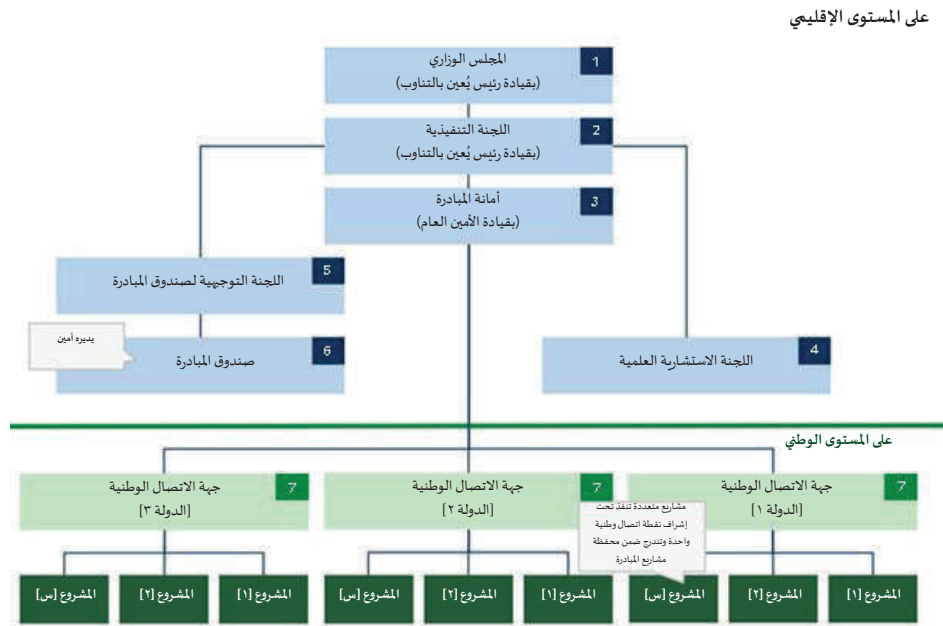 على المستوى الإقليمي
1
المجلس الوزاري
(بقيادة رئيس يُعين بالتناوب)
2
اللجنة التنفيذية
(بقيادة رئيس يُعين بالتناوب)
3
أمانة المبادرة
(بقيادة الأمين العام)
5
اللجنة التوجيهية لصندوق المبادرة
4
اللجنة الاستشارية العلمية
6
صندوق المبادرة
يديره أمين
على المستوى الوطني
7
جهة الاتصال الوطنية
[الدولة ١]
7
جهة الاتصال الوطنية
[الدولة ٢]
7
جهة الاتصال الوطنية
[الدولة ٣]
مشاريع متعددة تنفذ تحت
إشراف نقطة اتصال وطنية
واحدة وتندرج ضمن محفظة
مشاريع المبادرة
المشروع [١]
المشروع [٢]
المشروع [س]
المشروع [١]
المشروع [٢]
المشروع [س]
المشروع [١]
المشروع [٢]
المشروع [س]